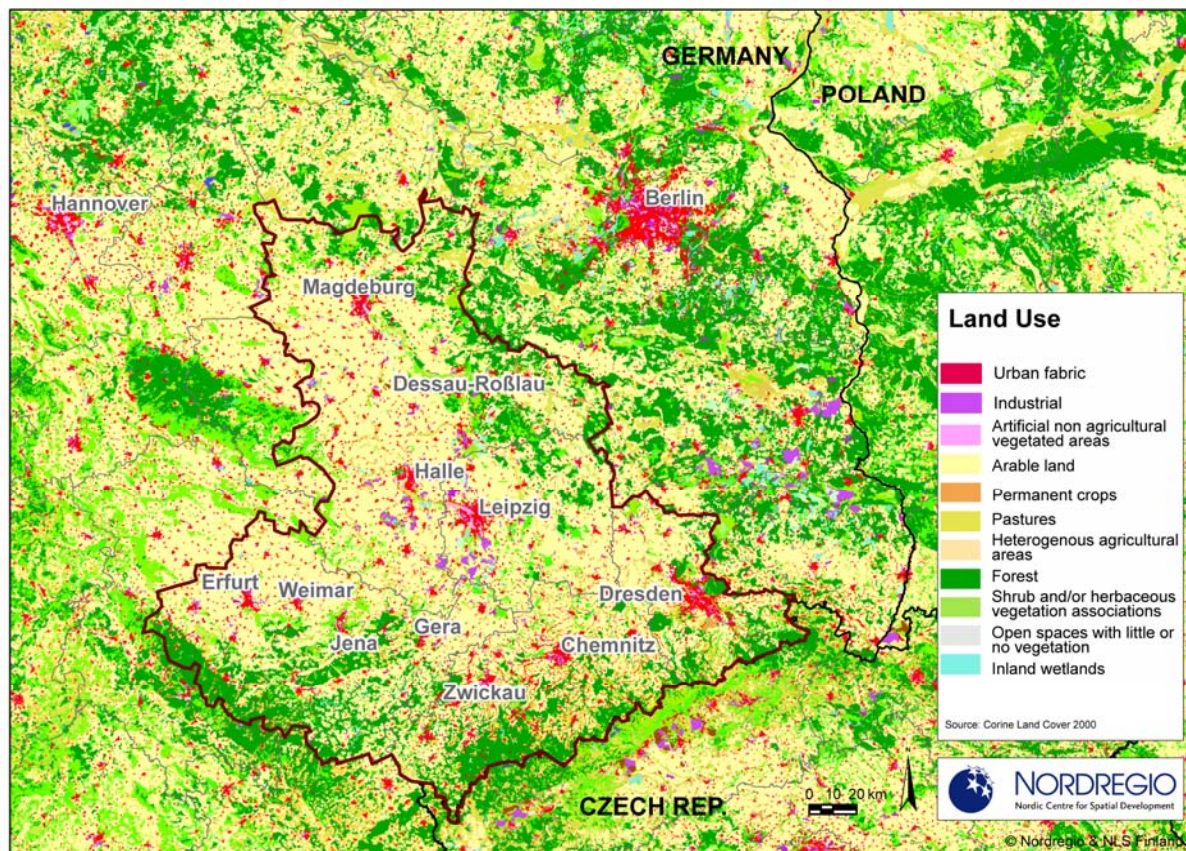 GERMANY
POLAND
Hannover
Berlin
Magdeburg
Dessau-Roßlau
Halle
Leipzig
Erfurt
Weimar
Dresden
Jena
Gera
Chemnitz
Zwickau
CZECH REP
0 10 20 km
Land Use
Urban fabric
Industrial
Artificial non agricultural
vegetated areas
Arable land
Permanent crops
Pastures
Heterogenous agricultural
areas
Forest
Shrub and/or herbaceous
vegetation associations
Open spaces with little or
no vegetation
Inland wetlands
Source: Corine Land Cover 2000
NORDREGIO
Nordic Centre for Spatial Development
© Nordregio & NLS Finland